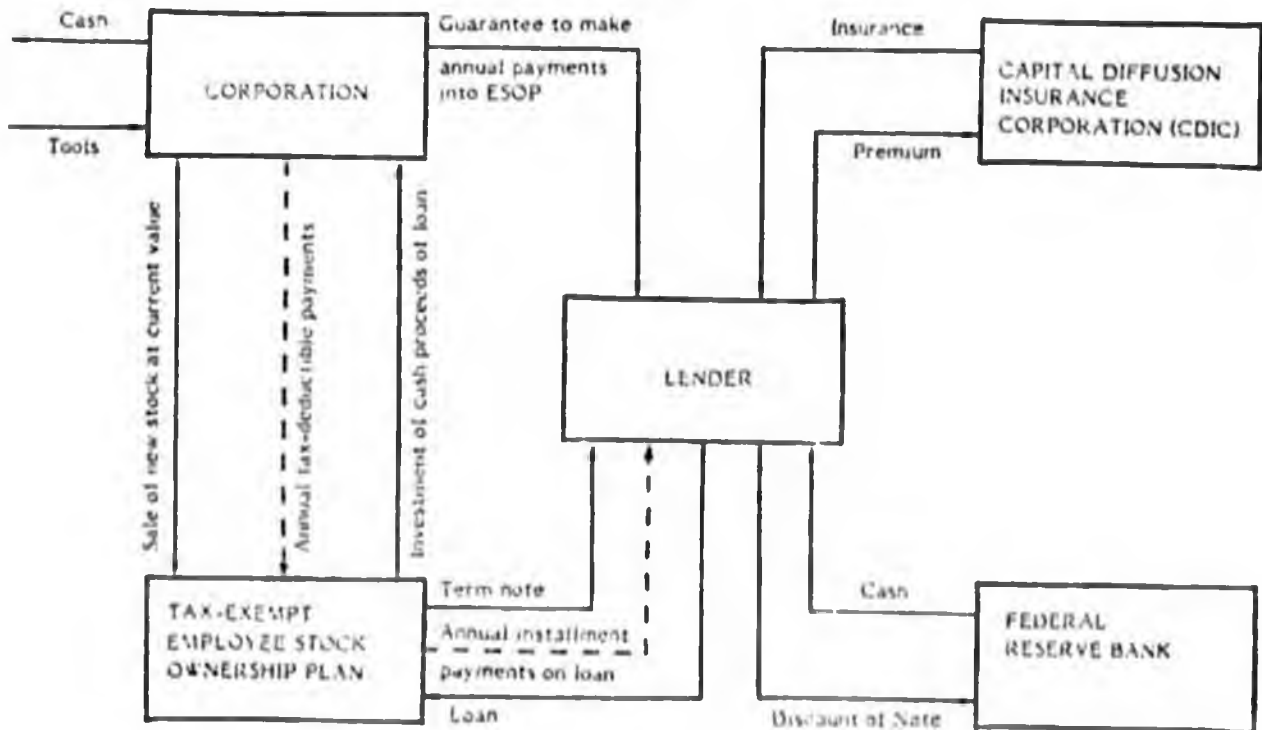 Cash
CORPORATION
Tools
Guarantee to make
annual payments
into ESOP
Insurance
Premium
CAPITAL DIFFUSION
INSURANCE
CORPORATION (CDIC)
Sale of new stock at current value
Annual tax-deductible payments
Investment of cash proceeds of loan
LENDER
TAX-EXEMPT
EMPLOYEE STOCK
OWNERSHIP PLAN
Term note
Annual installment
payments on loan
Loan
Cash
Discount of Note
FEDERAL
RESERVE BANK